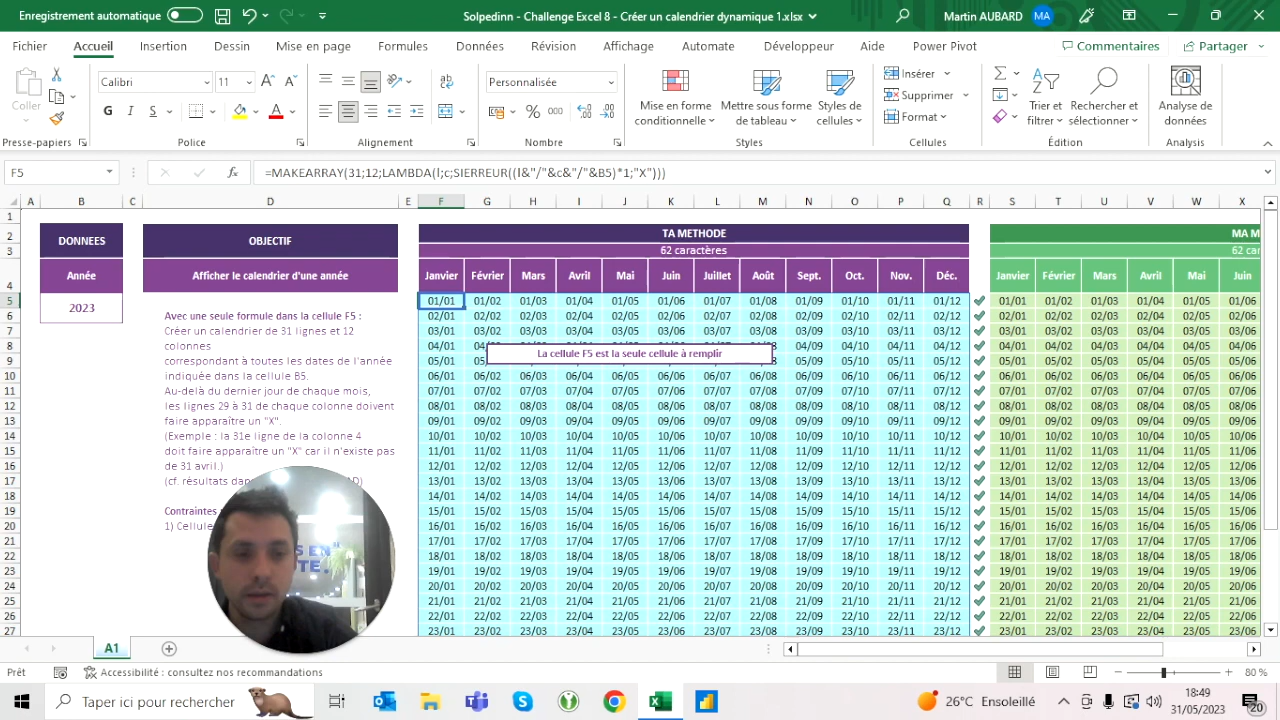 Enregistrement automatique
Solpedinn - Challenge Excel 8 - Créer un calendrier dynamique 1.xlsx
Martin AUBARD MA
Fichier Accueil Insertion Dessin Mise en page Formules Données Révision Affichage Automate Développeur Aide Power Pivot Commentaires Partager
Coller
Presse-papiers
Calibri 11
G I S
Police
Alignement
Personnalisée
Nombre
Mise en forme conditionnelle
Mettre sous forme de tableau
Styles de cellules
Styles
Insérer
Supprimer
Format
Cellules
Trier et filtrer
Rechercher et sélectionner
Édition
Analyse de données
Analysis
F5 =MAKEARRAY(31;12;LAMBDA(l;c;SIERREUR((l&"/"&c&"/"&B5)*1;"X")))
A B C D E F G H I J K L M N O P Q R S T U V W X
1
2 DONNEES OBJECTIF TA METHODE MA M
3 62 caractères 62 car
4 Année Afficher le calendrier d'une année Janvier Février Mars Avril Mai Juin Juillet Août Sept. Oct. Nov. Déc. Janvier Février Mars Avril Mai Juin
5 2023 01/01 01/02 01/03 01/04 01/05 01/06 01/07 01/08 01/09 01/10 01/11 01/12 01/01 01/02 01/03 01/04 01/05 01/06
Avec une seule formule dans la cellule F5 :
Créer un calendrier de 31 lignes et 12
colonnes
correspondant à toutes les dates de l'année
indiquée dans la cellule B5.
Au-delà du dernier jour de chaque mois,
les lignes 29 à 31 de chaque colonne doivent
faire apparaître un "X".
(Exemple : la 31e ligne de la colonne 4
doit faire apparaître un "X" car il n'existe pas
de 31 avril.)
(cf. résultats dan
Contraintes
1) Cellule
La cellule F5 est la seule cellule à remplir
6 02/01 02/02 02/03 02/04 02/05 02/06 02/07 02/08 02/09 02/10 02/11 02/12 02/01 02/02 02/03 02/04 02/05 02/06
7 03/01 03/02 03/03 03/04 03/05 03/06 03/07 03/08 03/09 03/10 03/11 03/12 03/01 03/02 03/03 03/04 03/05 03/06
8 04/01 04/09 04/10 04/11 04/12 04/01 04/02 04/03 04/04 04/05 04/06
9 05/01 05/09 05/10 05/11 05/12 05/01 05/02 05/03 05/04 05/05 05/06
10 06/01 06/02 06/03 06/04 06/05 06/06 06/07 06/08 06/09 06/10 06/11 06/12 06/01 06/02 06/03 06/04 06/05 06/06
11 07/01 07/02 07/03 07/04 07/05 07/06 07/07 07/08 07/09 07/10 07/11 07/12 07/01 07/02 07/03 07/04 07/05 07/06
12 08/01 08/02 08/03 08/04 08/05 08/06 08/07 08/08 08/09 08/10 08/11 08/12 08/01 08/02 08/03 08/04 08/05 08/06
13 09/01 09/02 09/03 09/04 09/05 09/06 09/07 09/08 09/09 09/10 09/11 09/12 09/01 09/02 09/03 09/04 09/05 09/06
14 10/01 10/02 10/03 10/04 10/05 10/06 10/07 10/08 10/09 10/10 10/11 10/12 10/01 10/02 10/03 10/04 10/05 10/06
15 11/01 11/02 11/03 11/04 11/05 11/06 11/07 11/08 11/09 11/10 11/11 11/12 11/01 11/02 11/03 11/04 11/05 11/06
16 12/01 12/02 12/03 12/04 12/05 12/06 12/07 12/08 12/09 12/10 12/11 12/12 12/01 12/02 12/03 12/04 12/05 12/06
17 13/01 13/02 13/03 13/04 13/05 13/06 13/07 13/08 13/09 13/10 13/11 13/12 13/01 13/02 13/03 13/04 13/05 13/06
18 14/01 14/02 14/03 14/04 14/05 14/06 14/07 14/08 14/09 14/10 14/11 14/12 14/01 14/02 14/03 14/04 14/05 14/06
19 15/01 15/02 15/03 15/04 15/05 15/06 15/07 15/08 15/09 15/10 15/11 15/12 15/01 15/02 15/03 15/04 15/05 15/06
20 16/01 16/02 16/03 16/04 16/05 16/06 16/07 16/08 16/09 16/10 16/11 16/12 16/01 16/02 16/03 16/04 16/05 16/06
21 17/01 17/02 17/03 17/04 17/05 17/06 17/07 17/08 17/09 17/10 17/11 17/12 17/01 17/02 17/03 17/04 17/05 17/06
22 18/01 18/02 18/03 18/04 18/05 18/06 18/07 18/08 18/09 18/10 18/11 18/12 18/01 18/02 18/03 18/04 18/05 18/06
23 19/01 19/02 19/03 19/04 19/05 19/06 19/07 19/08 19/09 19/10 19/11 19/12 19/01 19/02 19/03 19/04 19/05 19/06
24 20/01 20/02 20/03 20/04 20/05 20/06 20/07 20/08 20/09 20/10 20/11 20/12 20/01 20/02 20/03 20/04 20/05 20/06
25 21/01 21/02 21/03 21/04 21/05 21/06 21/07 21/08 21/09 21/10 21/11 21/12 21/01 21/02 21/03 21/04 21/05 21/06
26 22/01 22/02 22/03 22/04 22/05 22/06 22/07 22/08 22/09 22/10 22/11 22/12 22/01 22/02 22/03 22/04 22/05 22/06
27 23/01 23/02 23/03 23/04 23/05 23/06 23/07 23/08 23/09 23/10 23/11 23/12 23/01 23/02 23/03 23/04 23/05 23/06
A1
Prêt Accessibilité : consultez nos recommandations 80 %
Taper ici pour rechercher
26°C Ensoleillé
18:49
31/05/2023
20